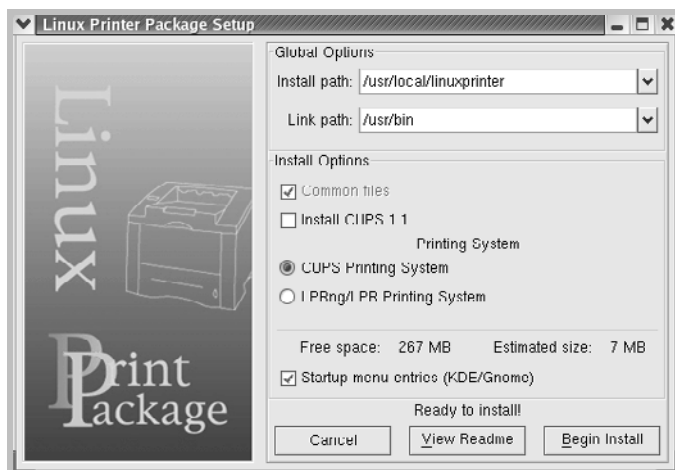 Linux Printer Package Setup
Linux
Print
Package
Global Options
Install path: /usr/local/linuxprinter
Link path: /usr/bin
Install Options
Common files
Install CUPS 1.1
Printing System
CUPS Printing System
LPRng/LPR Printing System
Free space: 267 MB Estimated size: 7 MB
Startup menu entries (KDE/Gnome)
Ready to install!
Cancel View Readme Begin Install